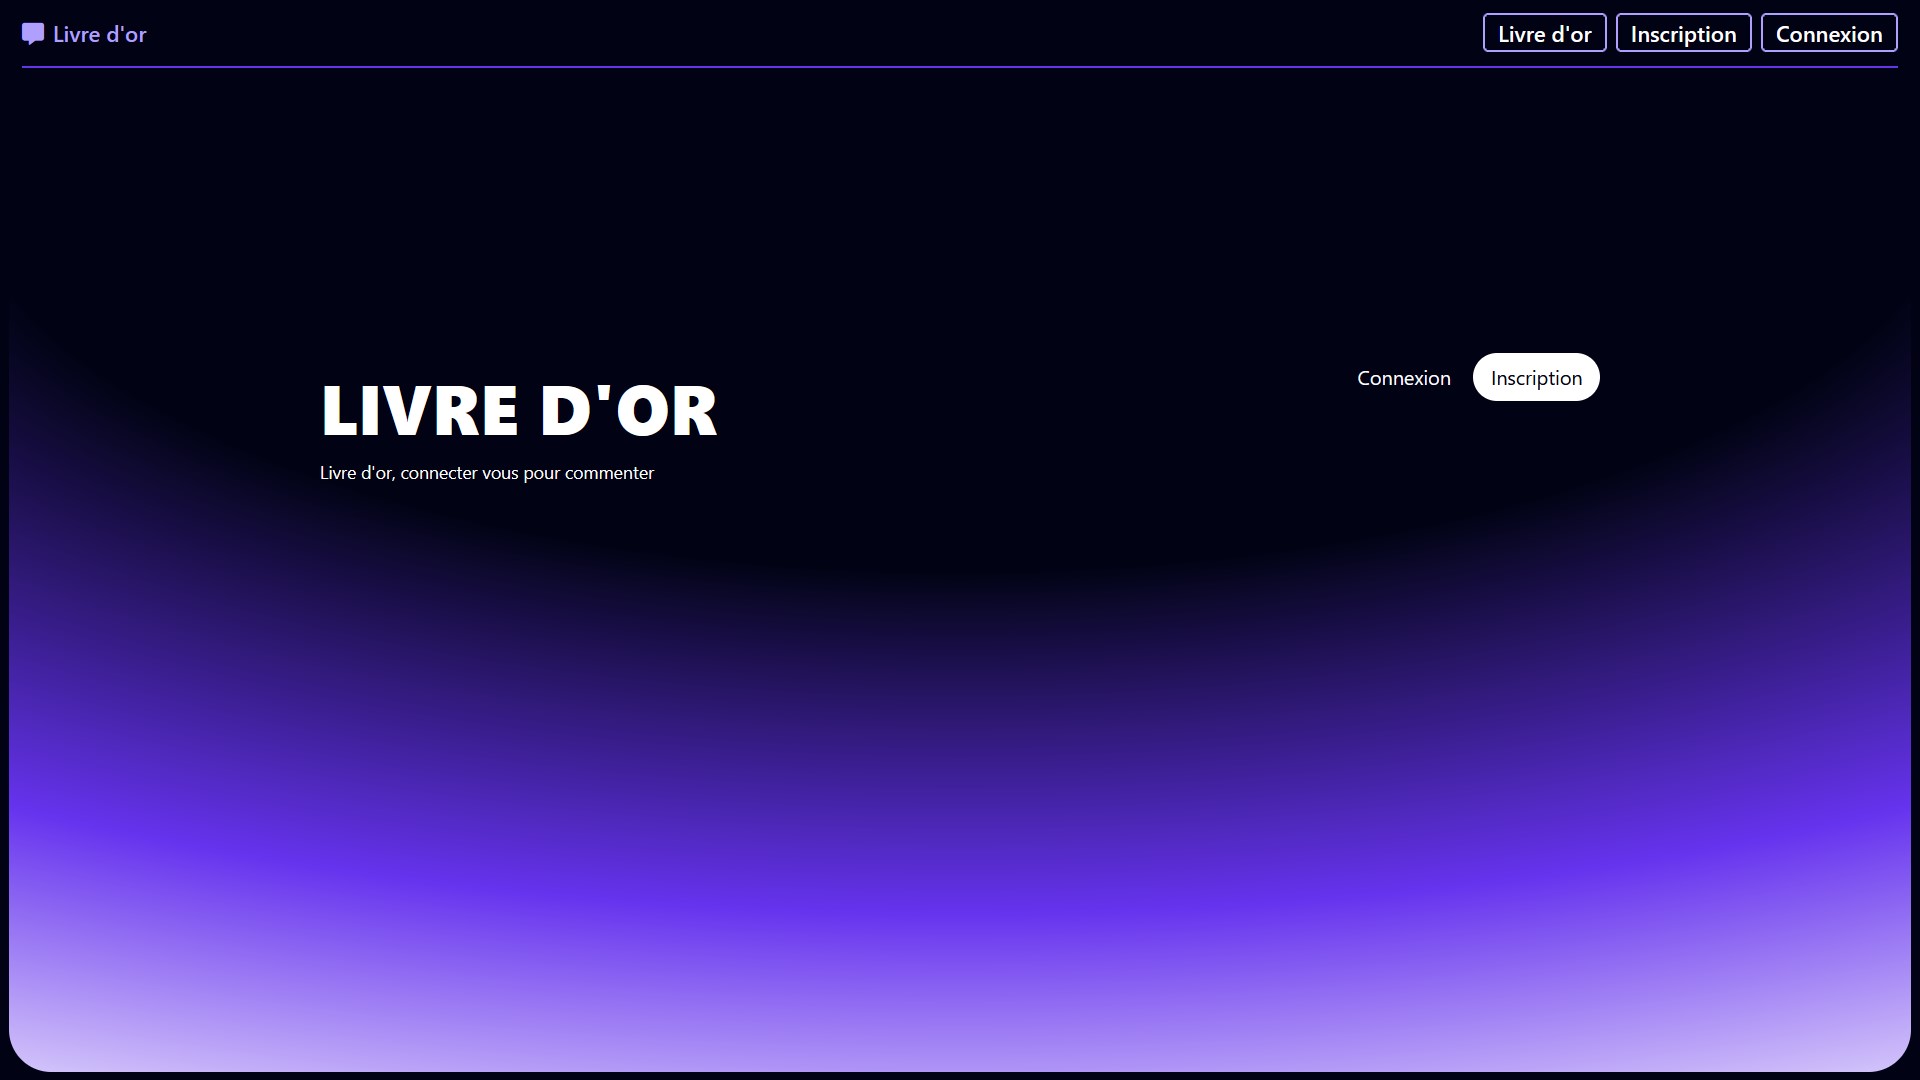 Livre d'or
Livre d'or
Inscription
Connexion
LIVRE D'OR
Livre d'or, connecter vous pour commenter
Connexion
Inscription